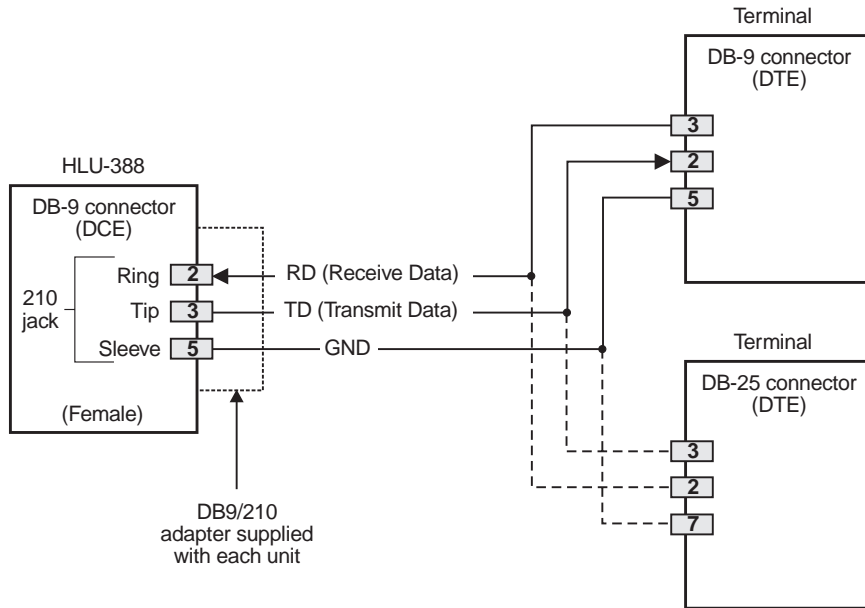 Terminal
DB-9 connector
(DTE)
3
2
5
HLU-388
DB-9 connector
(DCE)
210
jack
Ring
2
RD (Receive Data)
Tip
3
TD (Transmit Data)
Sleeve
5
GND
(Female)
DB9/210
adapter supplied
with each unit
Terminal
DB-25 connector
(DTE)
3
2
7